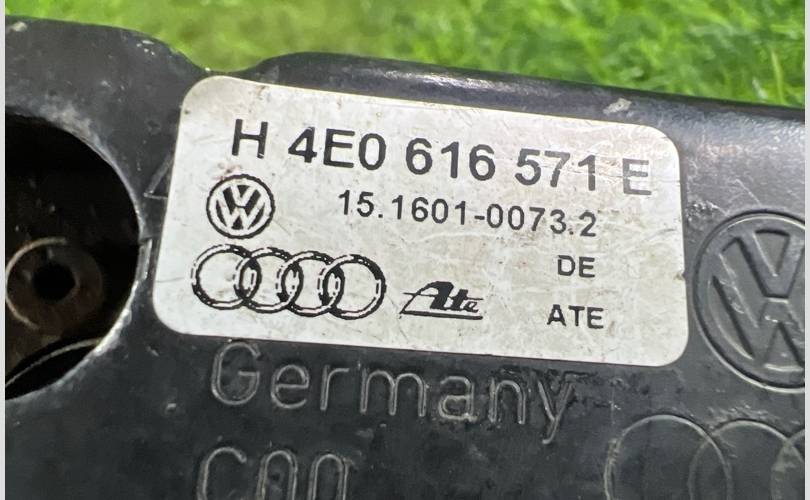 H 4E0 616 571 E
15.1601-0073.2
DE
Ate
ATE
Germany